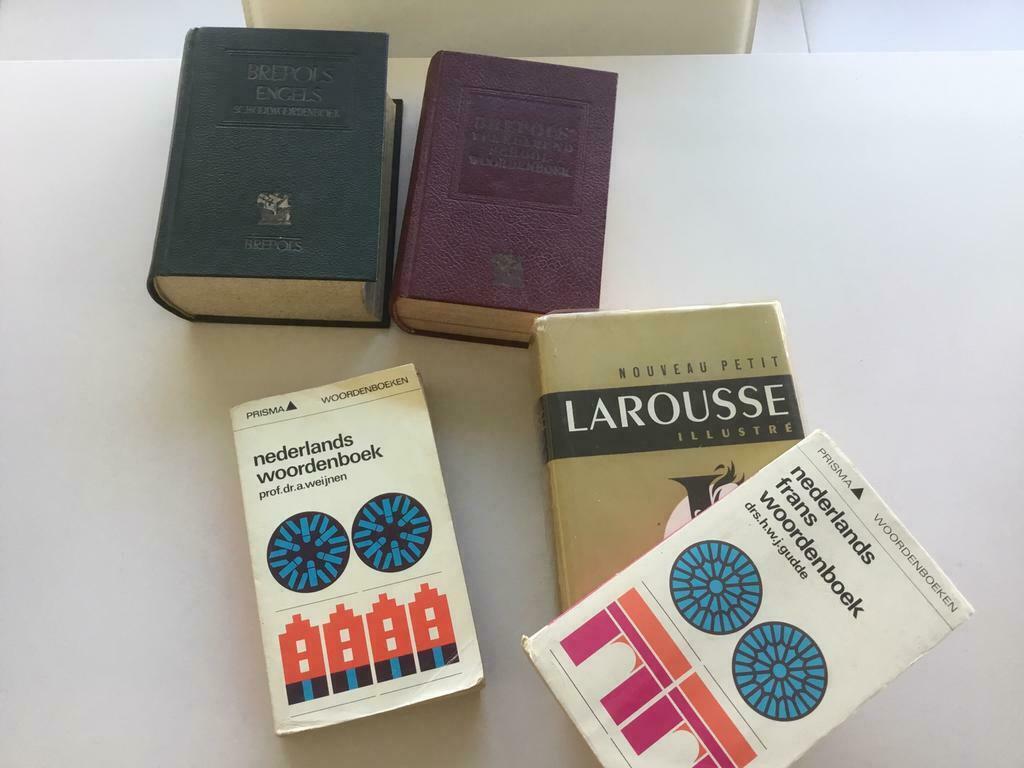 BREPOLS
ENGELS
SCHOOLWOORDENBOEK
BREPOLS
BREPOLS'
WOORDENBOEK
NOUVEAU PETIT
LAROUSSE
ILLUSTRÉ
PRISMA WOORDENBOEKEN
nederlands
woordenboek
prof.dr.a.weijnen
PRISMA WOORDENBOEKEN
nederlands
frans
woordenboek
drs.h.w.j.gudde